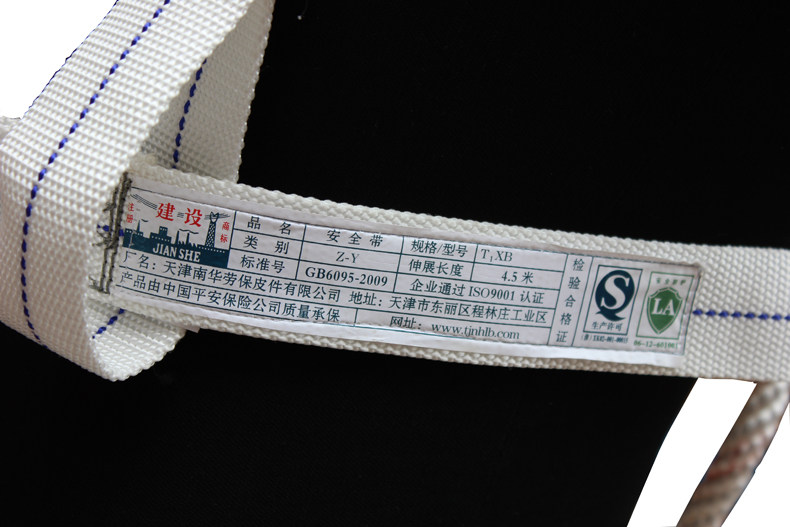 注册 建设 商标
JIAN SHE
品名 安全带 规格/型号 T₁XB
类别 Z-Y 伸展长度 4.5 米
标准号 GB6095-2009 企业通过ISO9001认证
厂名：天津南华劳保皮件有限公司 地址：天津市东丽区程林庄工业区
产品由中国平安保险公司质量承保 网址：www.tjnhlb.com
检验合格证
S
生产许可
LA